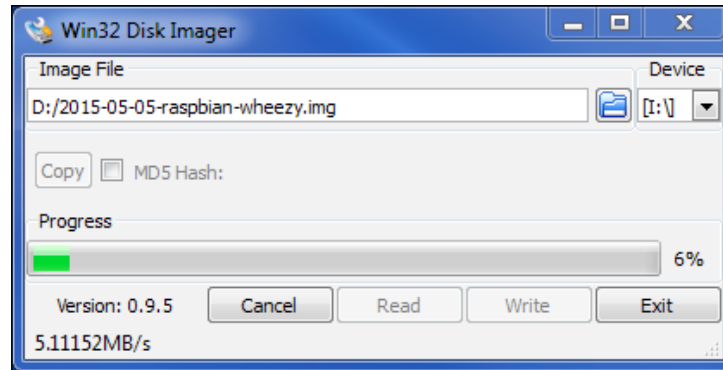 Win32 Disk Imager
Image File
Device
D:/2015-05-05-raspbian-wheezy.img
[I:\]
Copy
MD5 Hash:
Progress
6%
Version: 0.9.5
Cancel
Read
Write
Exit
5.11152MB/s